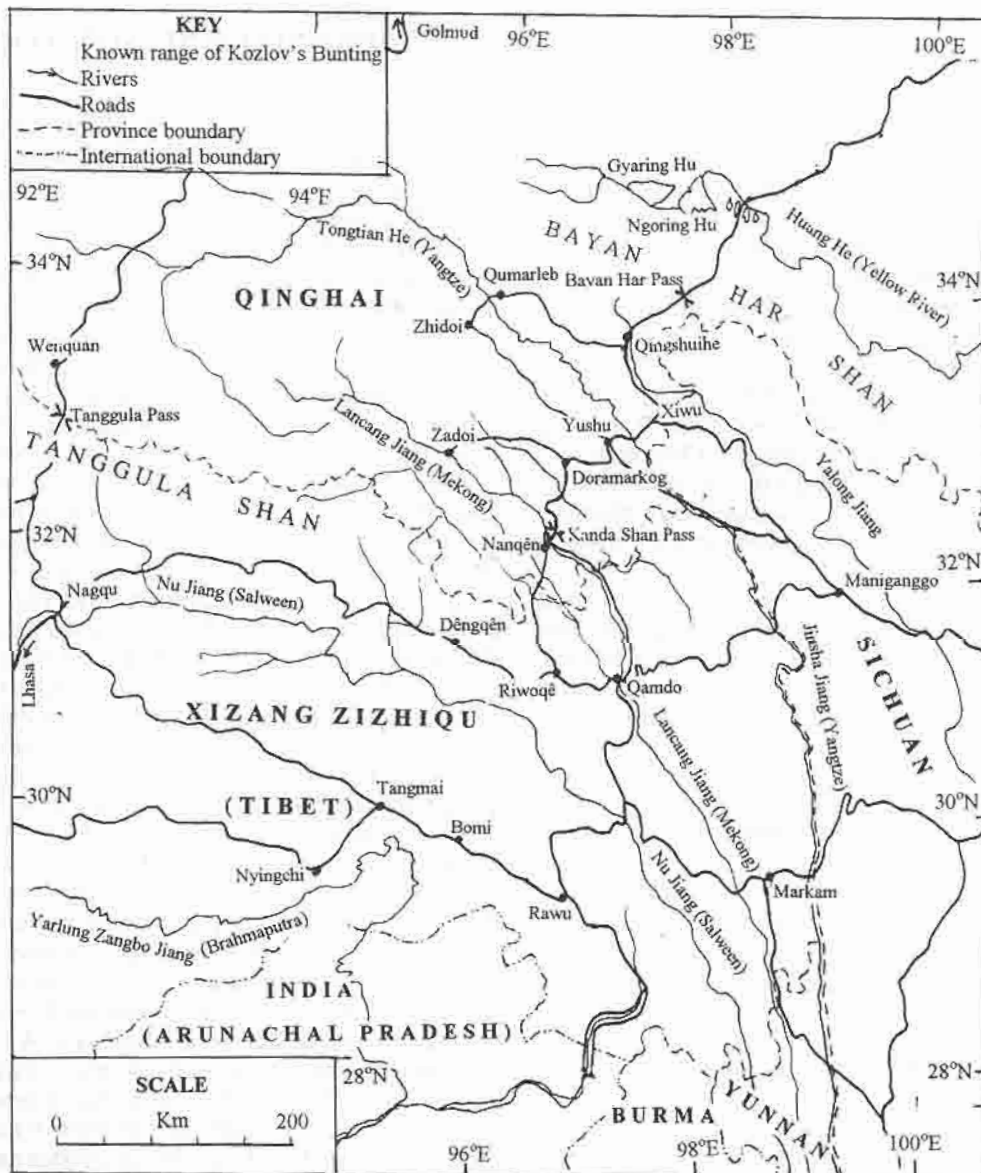 KEY
Known range of Kozlov's Bunting
Rivers
Roads
Province boundary
International boundary
Golmud
96°E
98°E
100°E
92°E
94°E
Gyaring Hu
Ngoring Hu
Huang He (Yellow River)
Tongtian He (Yangtze)
BAYAN
HAR
SHAN
34°N
34°N
Qumarleb
Bavan Har Pass
QINGHAI
Zhidoi
Qingshuihe
Wenquan
Xiwu
Tanggula Pass
Lancang Jiang (Mekong)
Zadoi
Yushu
TANGGULA SHAN
Doramarkog
Yalong Jiang
32°N
Kanda Shan Pass
Nanqên
32°N
Maniganggo
Nagqu
Nu Jiang (Salween)
Dêngqên
Jinsha Jiang (Yangtze)
SICHUAN
Lhasa
Riwoqê
Qamdo
XIZANG ZIZHIQU
Lancang Jiang (Mekong)
30°N
Tangmai
30°N
(TIBET)
Bomi
Nyingchi
Nu Jiang (Salween)
Markam
Rawu
Yarlung Zangbo Jiang (Brahmaputra)
INDIA
(ARUNACHAL PRADESH)
28°N
28°N
SCALE
0 Km 200
BURMA
YUNNAN
96°E
98°E
100°E